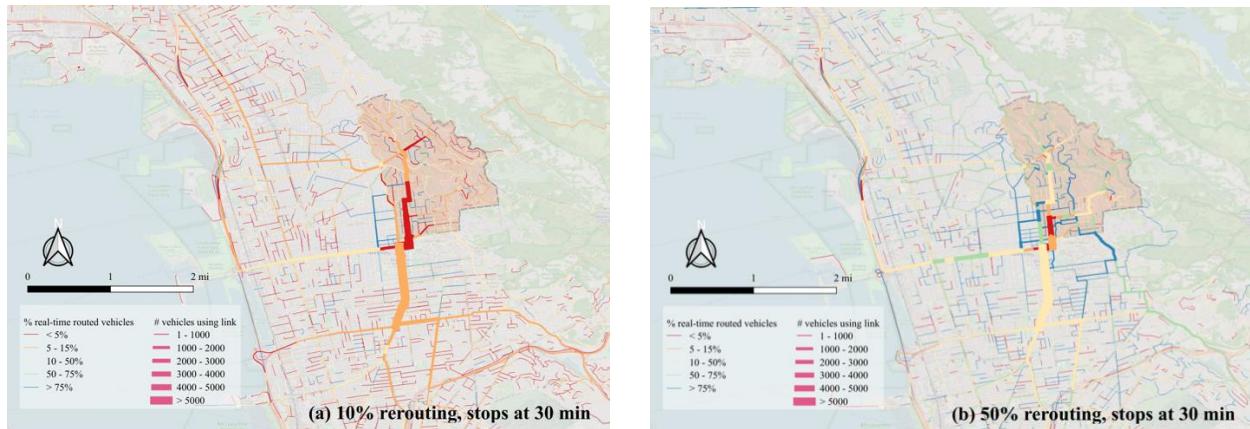 N
0 1 2 mi
% real-time routed vehicles # vehicles using link
< 5% 1 - 1000
5 - 15% 1000 - 2000
10 - 50% 2000 - 3000
50 - 75% 3000 - 4000
> 75% 4000 - 5000
> 5000
(a) 10% rerouting, stops at 30 min
N
0 1 2 mi
% real-time routed vehicles # vehicles using link
< 5% 1 - 1000
5 - 15% 1000 - 2000
10 - 50% 2000 - 3000
50 - 75% 3000 - 4000
> 75% 4000 - 5000
> 5000
(b) 50% rerouting, stops at 30 min